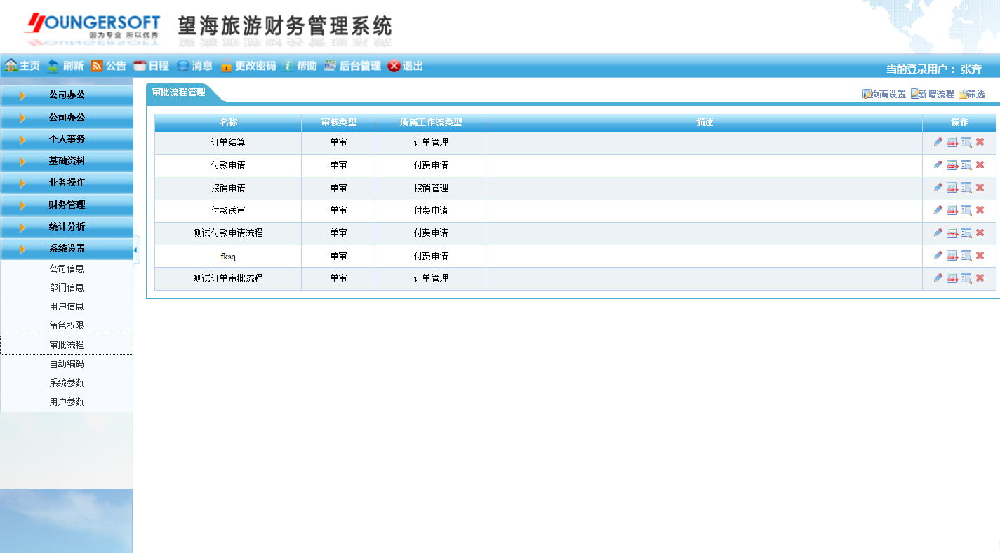 YOUNGERSOFT
因为专业 所以优秀
望海旅游财务管理系统
主页 刷新 公告 日程 消息 更改密码 帮助 后台管理 退出
当前登录用户： 张奔
公司办公
公司办公
个人事务
基础资料
业务操作
财务管理
统计分析
系统设置
公司信息
部门信息
用户信息
角色权限
审批流程
自动编码
系统参数
用户参数
审批流程管理
页面设置 新增流程 筛选
名称 审核类型 所属工作流类型 描述 操作
订单结算 单审 订单管理
付款申请 单审 付费申请
报销申请 单审 报销管理
付款送审 单审 付费申请
测试付款申请流程 单审 付费申请
fksq 单审 付费申请
测试订单审批流程 单审 订单管理